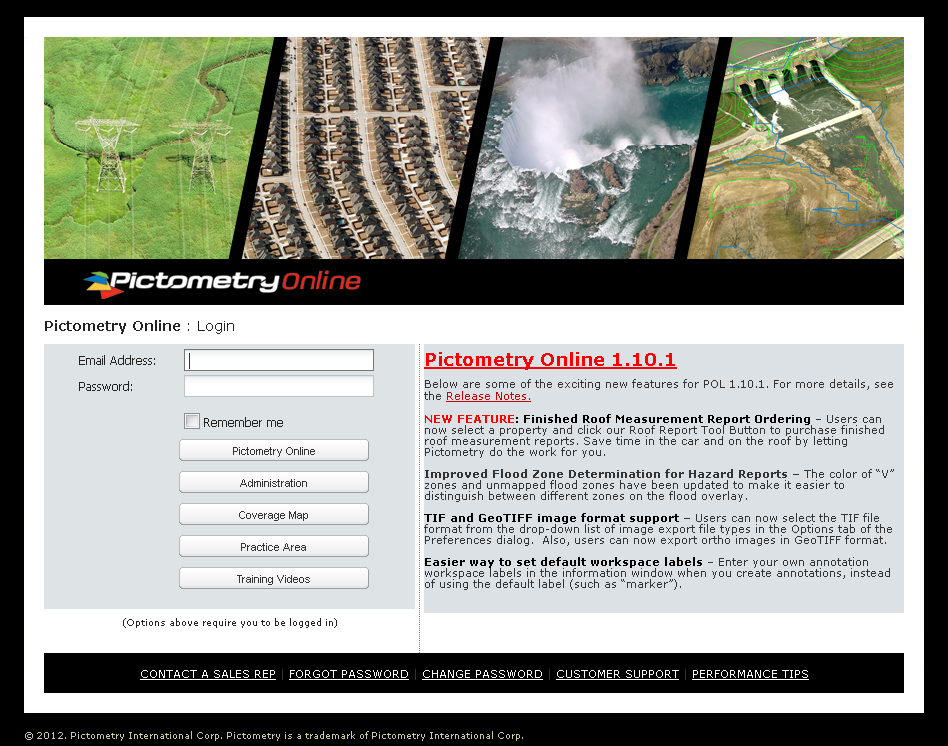 Pictometry Online
Pictometry Online : Login
Email Address:
Password:
Remember me
Pictometry Online
Administration
Coverage Map
Practice Area
Training Videos
(Options above require you to be logged in)
Pictometry Online 1.10.1
Below are some of the exciting new features for POL 1.10.1. For more details, see
the Release Notes.
NEW FEATURE: Finished Roof Measurement Report Ordering – Users can
now select a property and click our Roof Report Tool Button to purchase finished
roof measurement reports. Save time in the car and on the roof by letting
Pictometry do the work for you.
Improved Flood Zone Determination for Hazard Reports – The color of “V”
zones and unmapped flood zones have been updated to make it easier to
distinguish between different zones on the flood overlay.
TIF and GeoTIFF image format support – Users can now select the TIF file
format from the drop-down list of image export file types in the Options tab of the
Preferences dialog.  Also, users can now export ortho images in GeoTIFF format.
Easier way to set default workspace labels – Enter your own annotation
workspace labels in the information window when you create annotations, instead
of using the default label (such as “marker”).
CONTACT A SALES REP | FORGOT PASSWORD | CHANGE PASSWORD | CUSTOMER SUPPORT | PERFORMANCE TIPS
© 2012. Pictometry International Corp. Pictometry is a trademark of Pictometry International Corp.